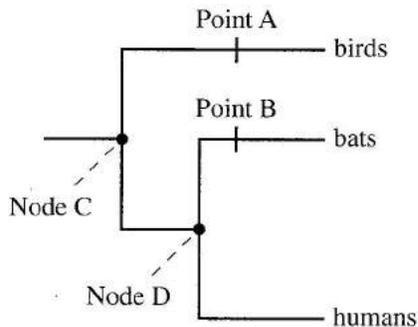 Point A
birds
Point B
bats
Node C
Node D
humans